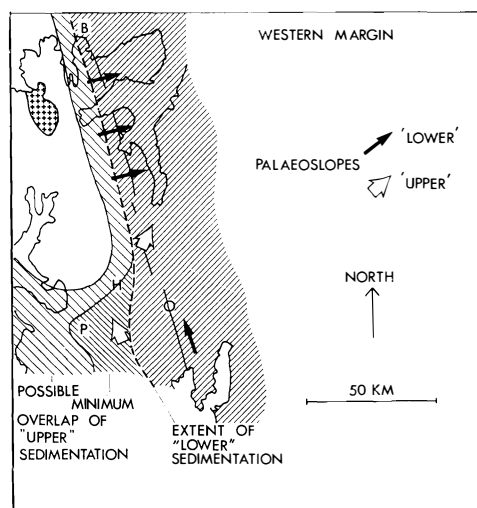 B
WESTERN MARGIN
'LOWER'
PALAEOSLOPES
'UPPER'
NORTH
H
O
P
50 KM
POSSIBLE
MINIMUM
OVERLAP OF
"UPPER"
SEDIMENTATION
EXTENT OF
"LOWER"
SEDIMENTATION